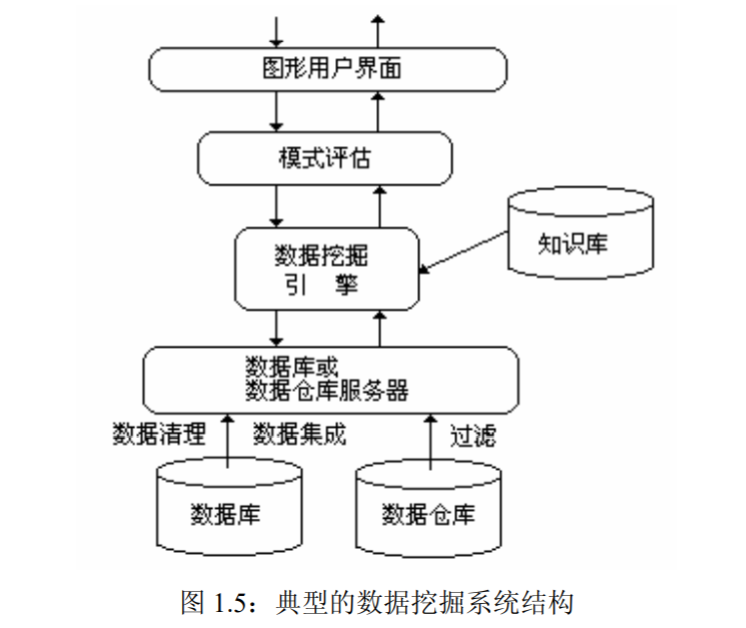 图形用户界面
模式评估
数据挖掘
引 擎
知识库
数据库或
数据仓库服务器
数据清理 数据集成 过滤
数据库 数据仓库
图 1.5：典型的数据挖掘系统结构